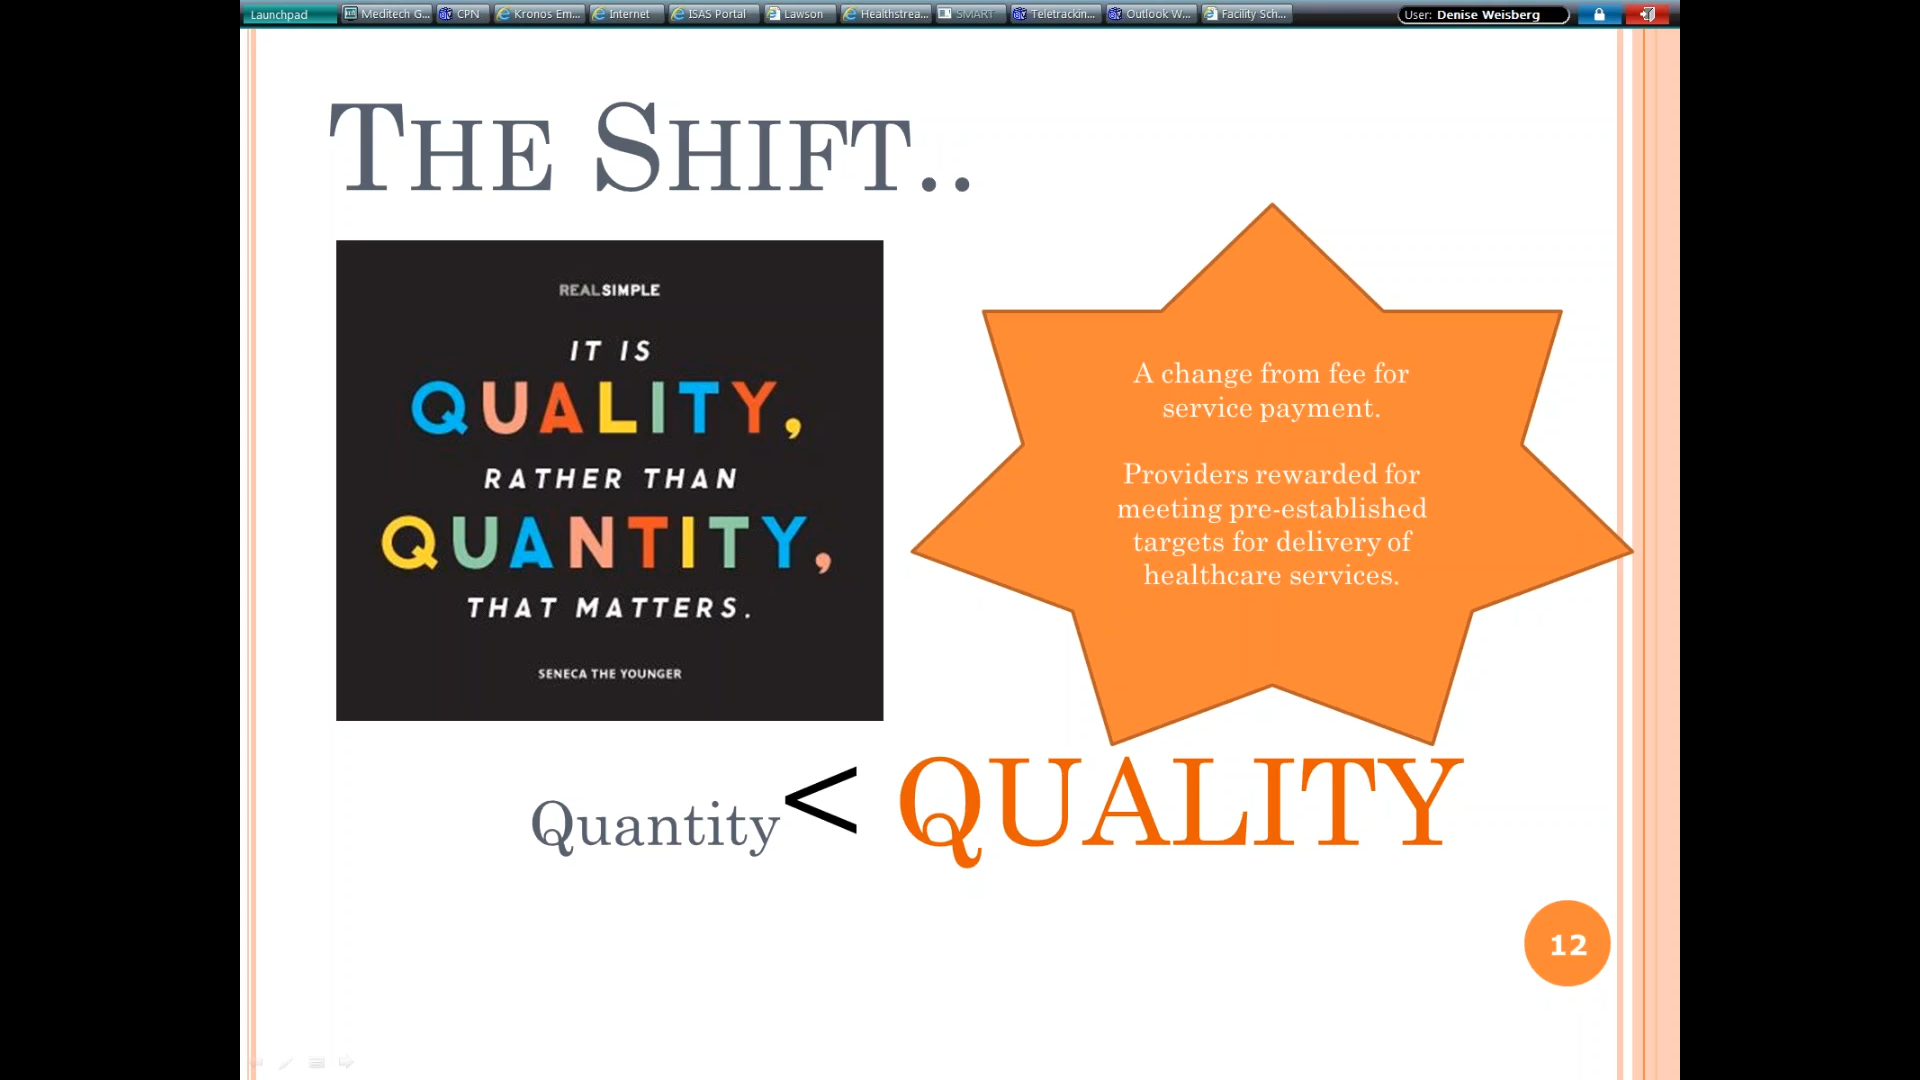 Launchpad
Meditech G...
CPN
Kronos Em...
Internet
ISAS Portal
Lawson
Healthstrea...
SMART
Teletrackin...
Outlook W...
Facility Sch...
User: Denise Weisberg
THE SHIFT..
REALSIMPLE
IT IS
QUALITY,
RATHER THAN
QUANTITY,
THAT MATTERS.
SENECA THE YOUNGER
A change from fee for
service payment.
Providers rewarded for
meeting pre-established
targets for delivery of
healthcare services.
Quantity < QUALITY
12